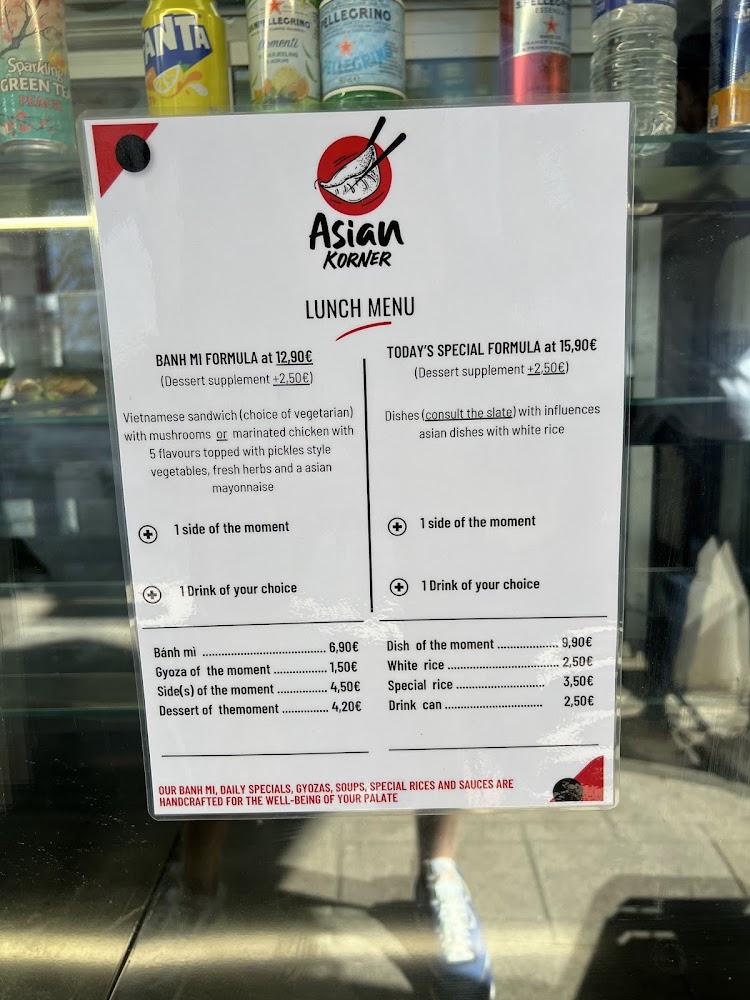 Sparkling
GREEN TEA
PEACH
FANTA
S.PELLEGRINO
S.PELLEGRINO
S.PELLEGRINO
ESSENZA
Asian
KORNER
LUNCH MENU
BANH MI FORMULA at 12,90€
(Dessert supplement +2,50€)
Vietnamese sandwich (choice of vegetarian)
with mushrooms or marinated chicken with
5 flavours topped with pickles style
vegetables, fresh herbs and a asian
mayonnaise
1 side of the moment
1 Drink of your choice
TODAY'S SPECIAL FORMULA at 15,90€
(Dessert supplement +2,50€)
Dishes (consult the slate) with influences
asian dishes with white rice
1 side of the moment
1 Drink of your choice
Bánh mì ........................... 6,90€
Gyoza of the moment ............. 1,50€
Side(s) of the moment ............ 4,50€
Dessert of themoment ........... 4,20€
Dish of the moment .............. 9,90€
White rice ......................... 2,50€
Special rice ..................... 3,50€
Drink can ....................... 2,50€
OUR BANH MI, DAILY SPECIALS, GYOZAS, SOUPS, SPECIAL RICES AND SAUCES ARE
HANDCRAFTED FOR THE WELL-BEING OF YOUR PALATE